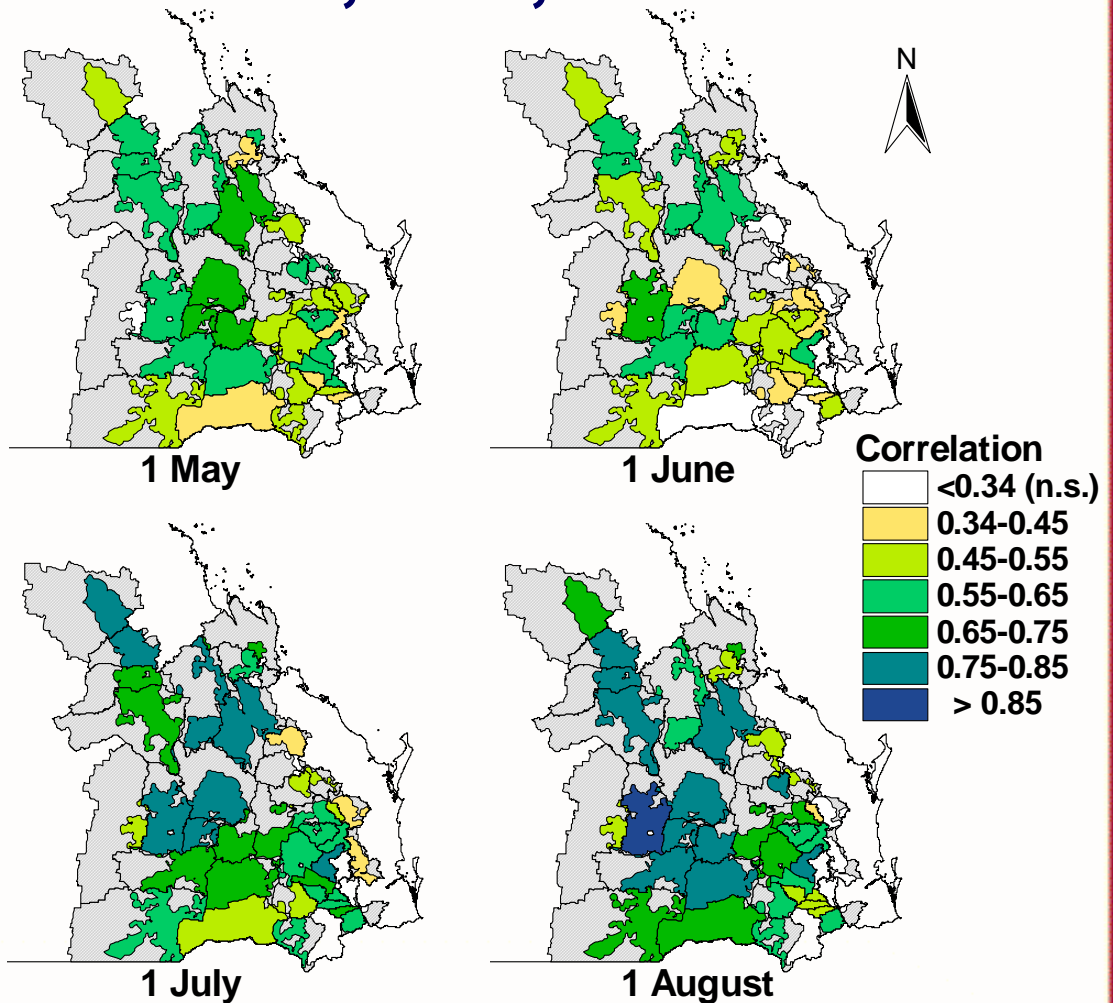 N
1 May
1 June
Correlation
<0.34 (n.s.)
0.34-0.45
0.45-0.55
0.55-0.65
0.65-0.75
0.75-0.85
> 0.85
1 July
1 August